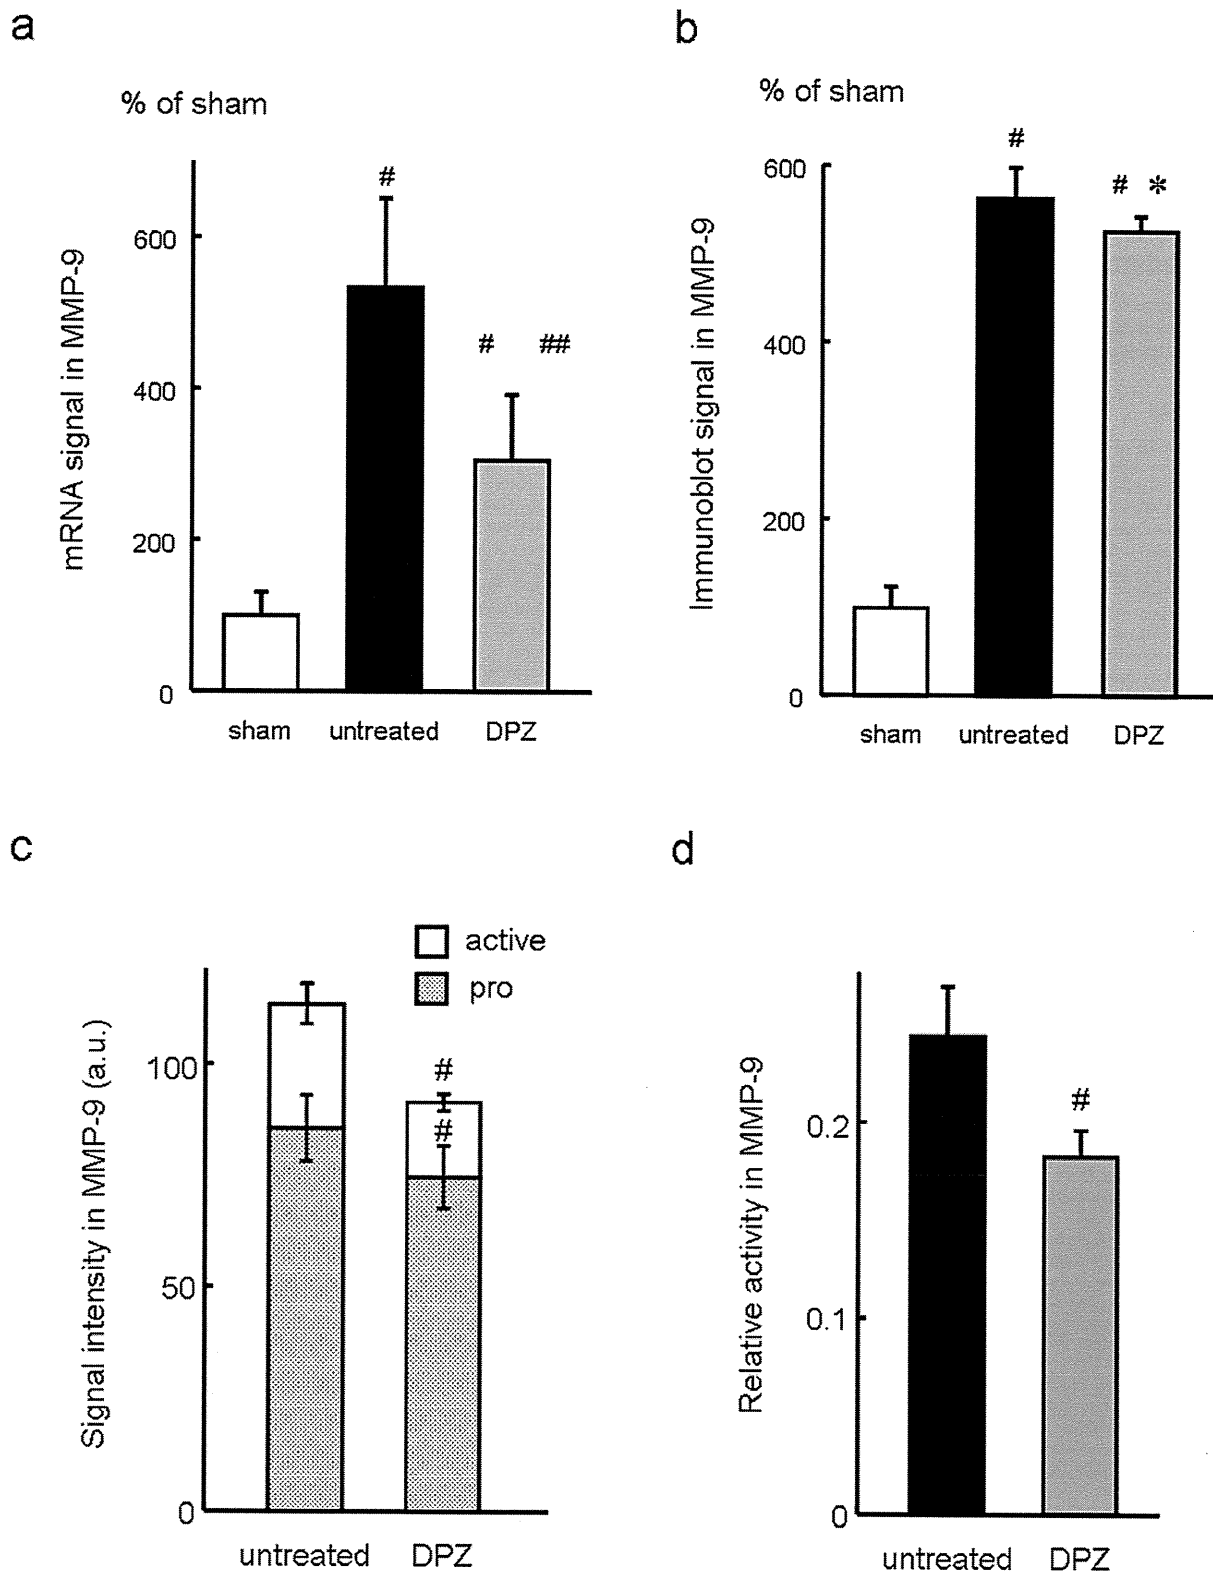 a
% of sham
mRNA signal in MMP-9
600
400
200
0
#
# ##
sham untreated DPZ
b
% of sham
Immunoblot signal in MMP-9
600
400
200
0
#
# *
sham untreated DPZ
c
active
pro
Signal intensity in MMP-9 (a.u.)
100
50
0
#
#
untreated DPZ
d
Relative activity in MMP-9
0.2
0.1
0
#
untreated DPZ